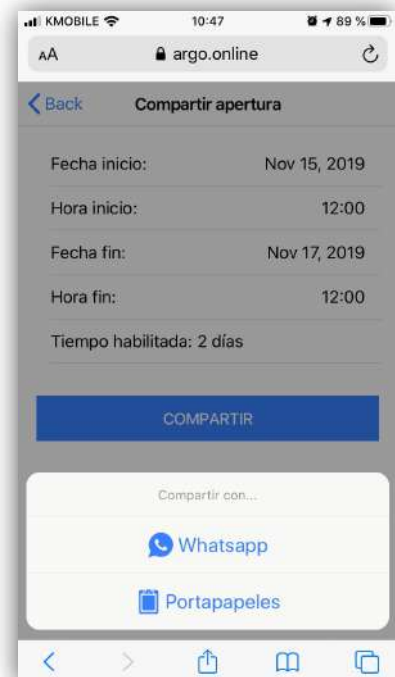 KMOBILE 10:47 89 %
AA argo.online
Back Compartir apertura
Fecha inicio: Nov 15, 2019
Hora inicio: 12:00
Fecha fin: Nov 17, 2019
Hora fin: 12:00
Tiempo habilitada: 2 días
COMPARTIR
Compartir con...
Whatsapp
Portapapeles